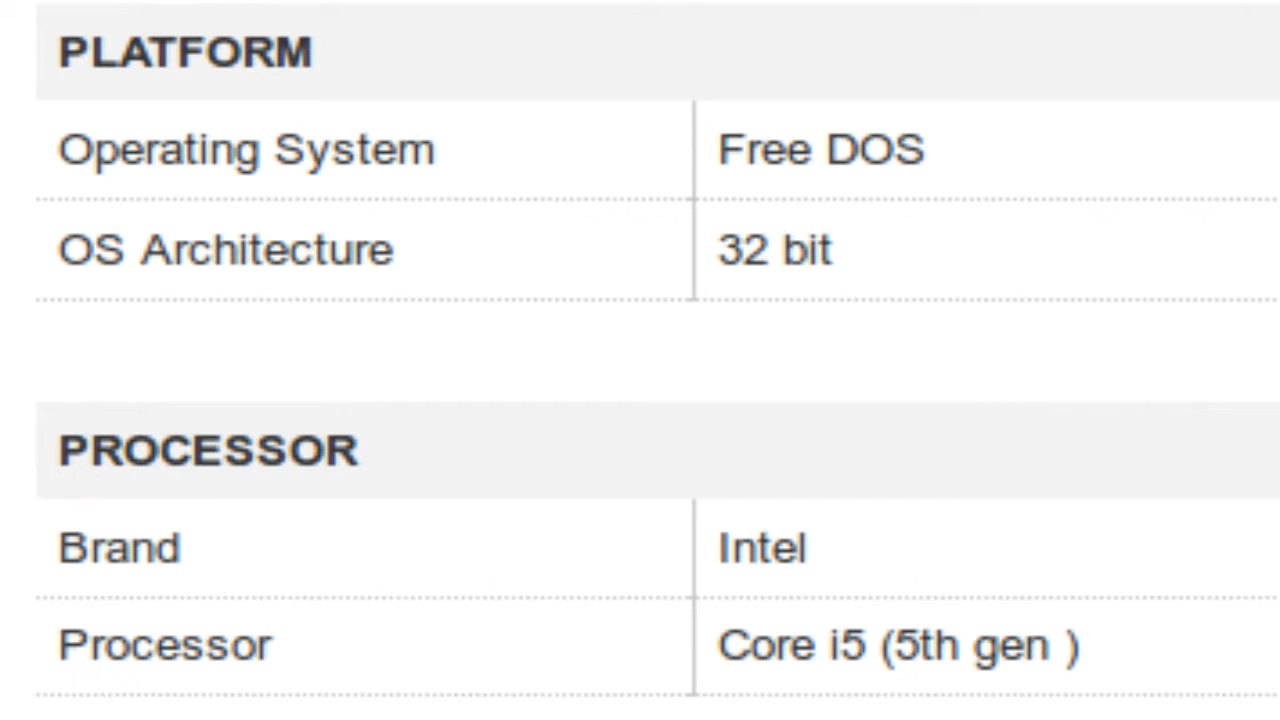 PLATFORM
Operating System Free DOS
OS Architecture 32 bit
PROCESSOR
Brand Intel
Processor Core i5 (5th gen )